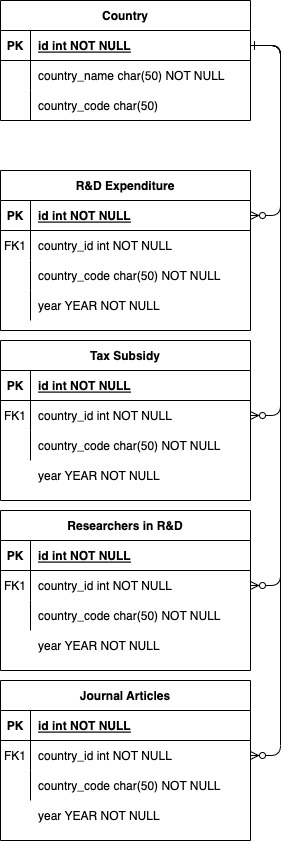 Country
PK id int NOT NULL
country_name char(50) NOT NULL
country_code char(50)
R&D Expenditure
PK id int NOT NULL
FK1 country_id int NOT NULL
country_code char(50) NOT NULL
year YEAR NOT NULL
Tax Subsidy
PK id int NOT NULL
FK1 country_id int NOT NULL
country_code char(50) NOT NULL
year YEAR NOT NULL
Researchers in R&D
PK id int NOT NULL
FK1 country_id int NOT NULL
country_code char(50) NOT NULL
year YEAR NOT NULL
Journal Articles
PK id int NOT NULL
FK1 country_id int NOT NULL
country_code char(50) NOT NULL
year YEAR NOT NULL